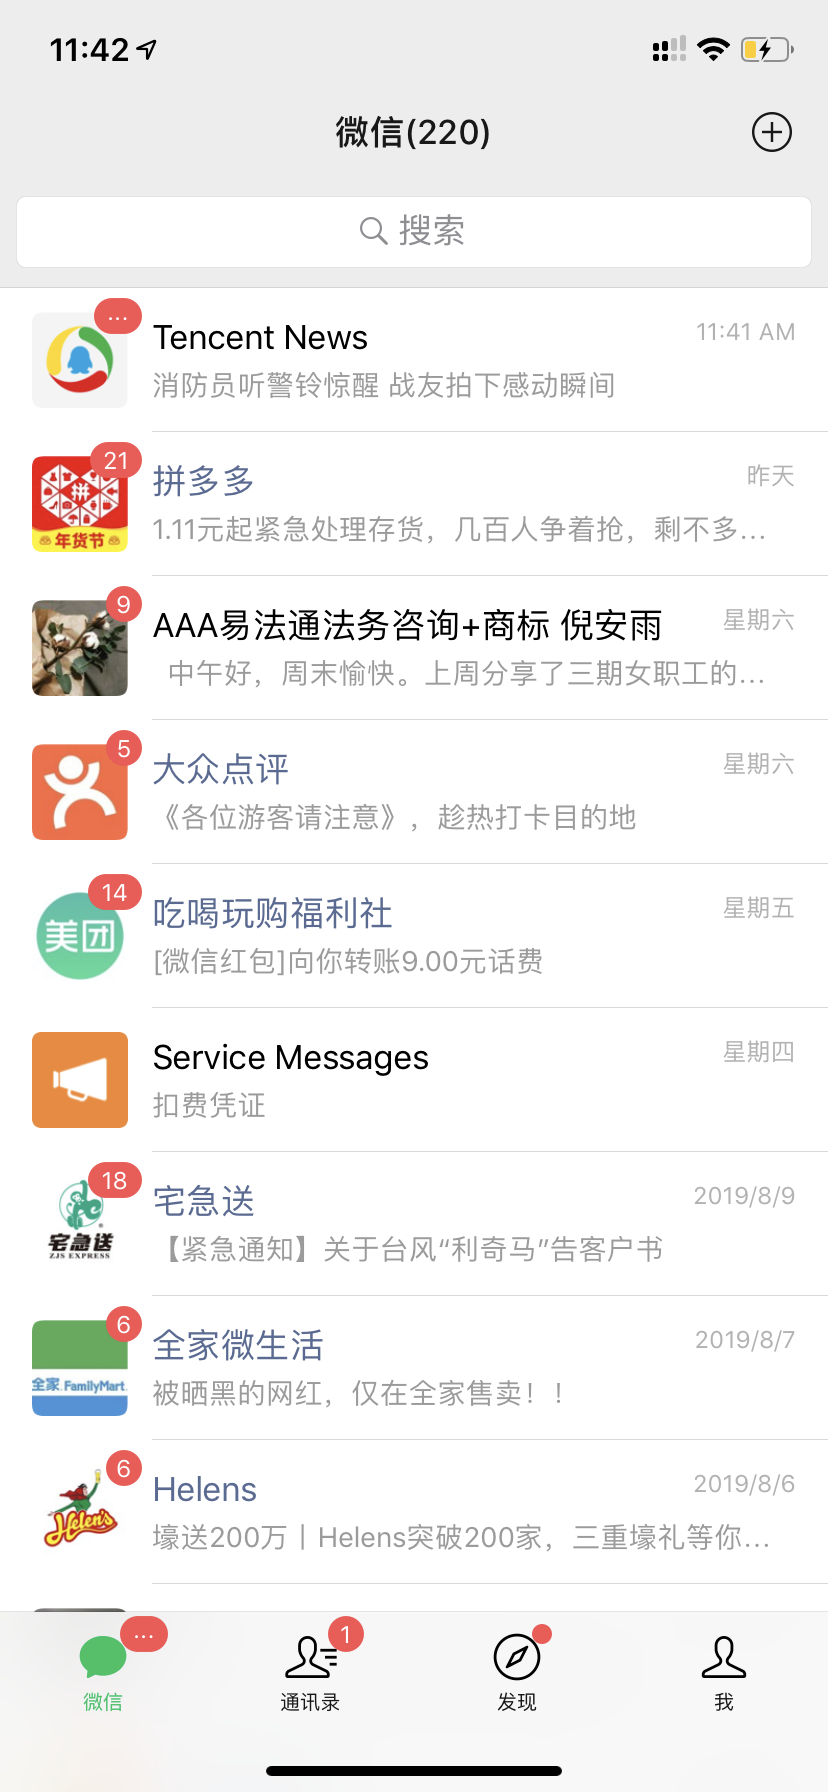 11:42
微信(220)
搜索
...
Tencent News
11:41 AM
消防员听警铃惊醒 战友拍下感动瞬间
21
拼
年货节
拼多多
昨天
1.11元起紧急处理存货，几百人争着抢，剩不多...
9
AAA易法通法务咨询+商标 倪安雨
星期六
中午好，周末愉快。上周分享了三期女职工的...
5
大众点评
星期六
《各位游客请注意》，趁热打卡目的地
14
美团
吃喝玩购福利社
星期五
[微信红包]向你转账9.00元话费
Service Messages
星期四
扣费凭证
18
宅急送
ZJS EXPRESS
宅急送
2019/8/9
【紧急通知】关于台风“利奇马”告客户书
6
全家 FamilyMart
全家微生活
2019/8/7
被晒黑的网红，仅在全家售卖！！
6
Helen's
Helens
2019/8/6
壕送200万丨Helens突破200家，三重壕礼等你...
...
1
微信
通讯录
发现
我